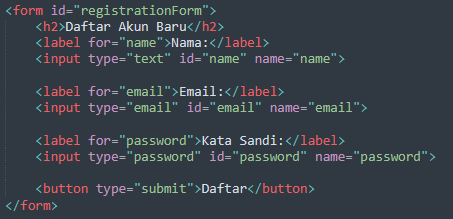 <form id="registrationForm">
    <h2>Daftar Akun Baru</h2>
    <label for="name">Nama:</label>
    <input type="text" id="name" name="name">

    <label for="email">Email:</label>
    <input type="email" id="email" name="email">

    <label for="password">Kata Sandi:</label>
    <input type="password" id="password" name="password">

    <button type="submit">Daftar</button>
</form>